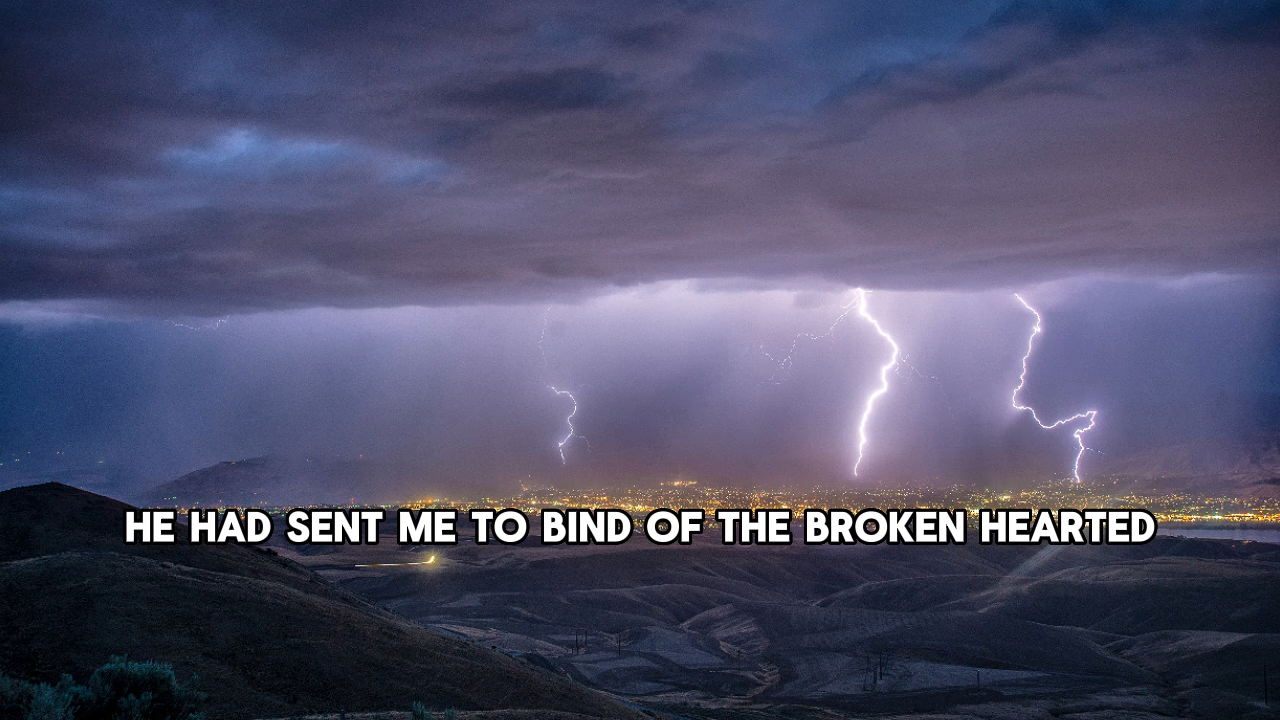 HE HAD SENT ME TO BIND OF THE BROKEN HEARTED